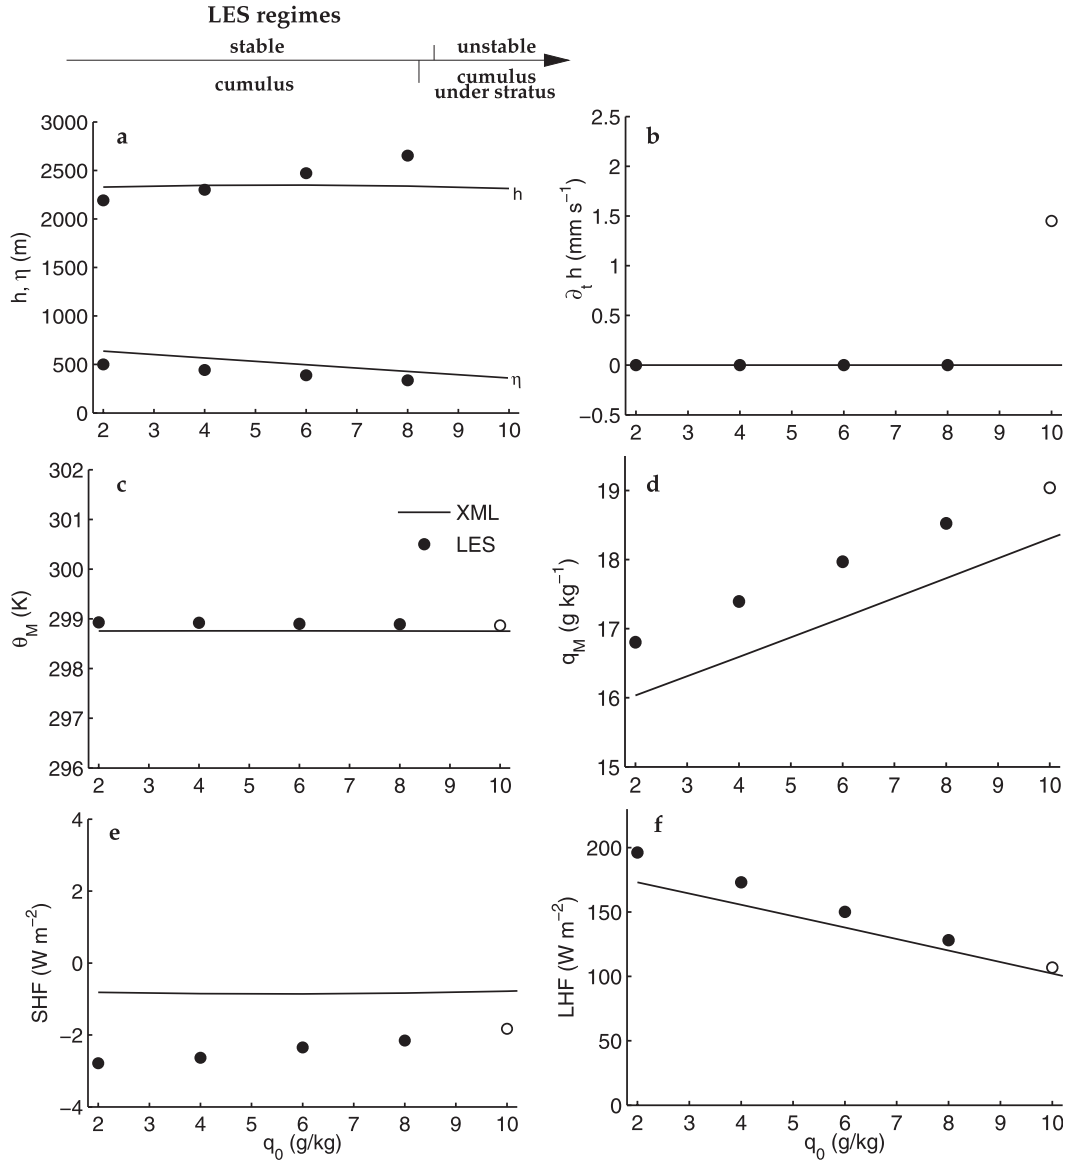 LES regimes
stable unstable
cumulus cumulus
under stratus
a
3000
2500
2000
1500
1000
500
0
h, η (m)
h
η
2 3 4 5 6 7 8 9 10
b
2.5
2
1.5
1
0.5
0
−0.5
∂t h (mm s−1)
2 3 4 5 6 7 8 9 10
c
302
301
300
299
298
297
296
θM (K)
XML
LES
2 3 4 5 6 7 8 9 10
d
19
18
17
16
15
qM (g kg−1)
2 3 4 5 6 7 8 9 10
e
4
2
0
−2
−4
SHF (W m−2)
2 3 4 5 6 7 8 9 10
q0 (g/kg)
f
200
150
100
50
0
LHF (W m−2)
2 3 4 5 6 7 8 9 10
q0 (g/kg)